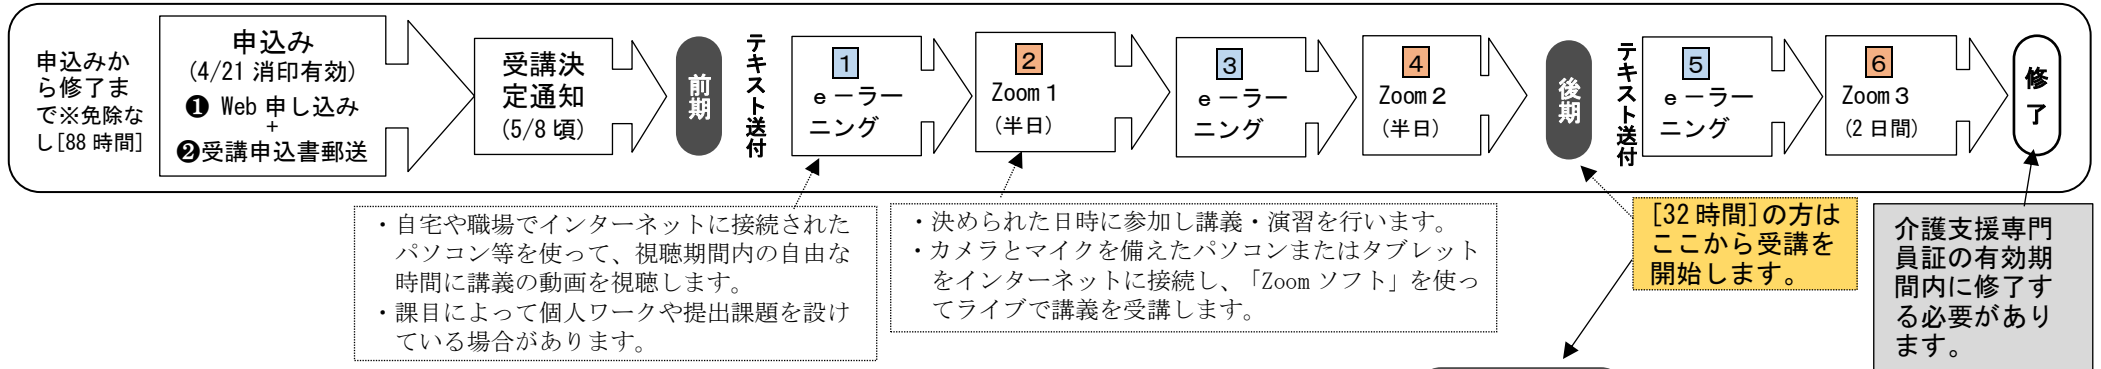 申込みか
ら修了ま
で※免除な
し[88 時間]
申込み
(4/21 消印有効)
❶ Web 申し込み
+
❷受講申込書郵送
受講決
定通知
(5/8 頃)
前期
テキスト送付
1
e－ラー
ニング
2
Zoom 1
(半日)
3
e－ラー
ニング
4
Zoom 2
(半日)
後期
テキスト送付
5
e－ラー
ニング
6
Zoom 3
(2 日間)
修了
・自宅や職場でインターネットに接続された
パソコン等を使って、視聴期間内の自由な
時間に講義の動画を視聴します。
・課目によって個人ワークや提出課題を設け
ている場合があります。
・決められた日時に参加し講義・演習を行います。
・カメラとマイクを備えたパソコンまたはタブレット
をインターネットに接続し、「Zoom ソフト」を使っ
てライブで講義を受講します。
[32 時間]の方は
ここから受講を
開始します。
介護支援専門
員証の有効期
間内に修了す
る必要があり
ます。